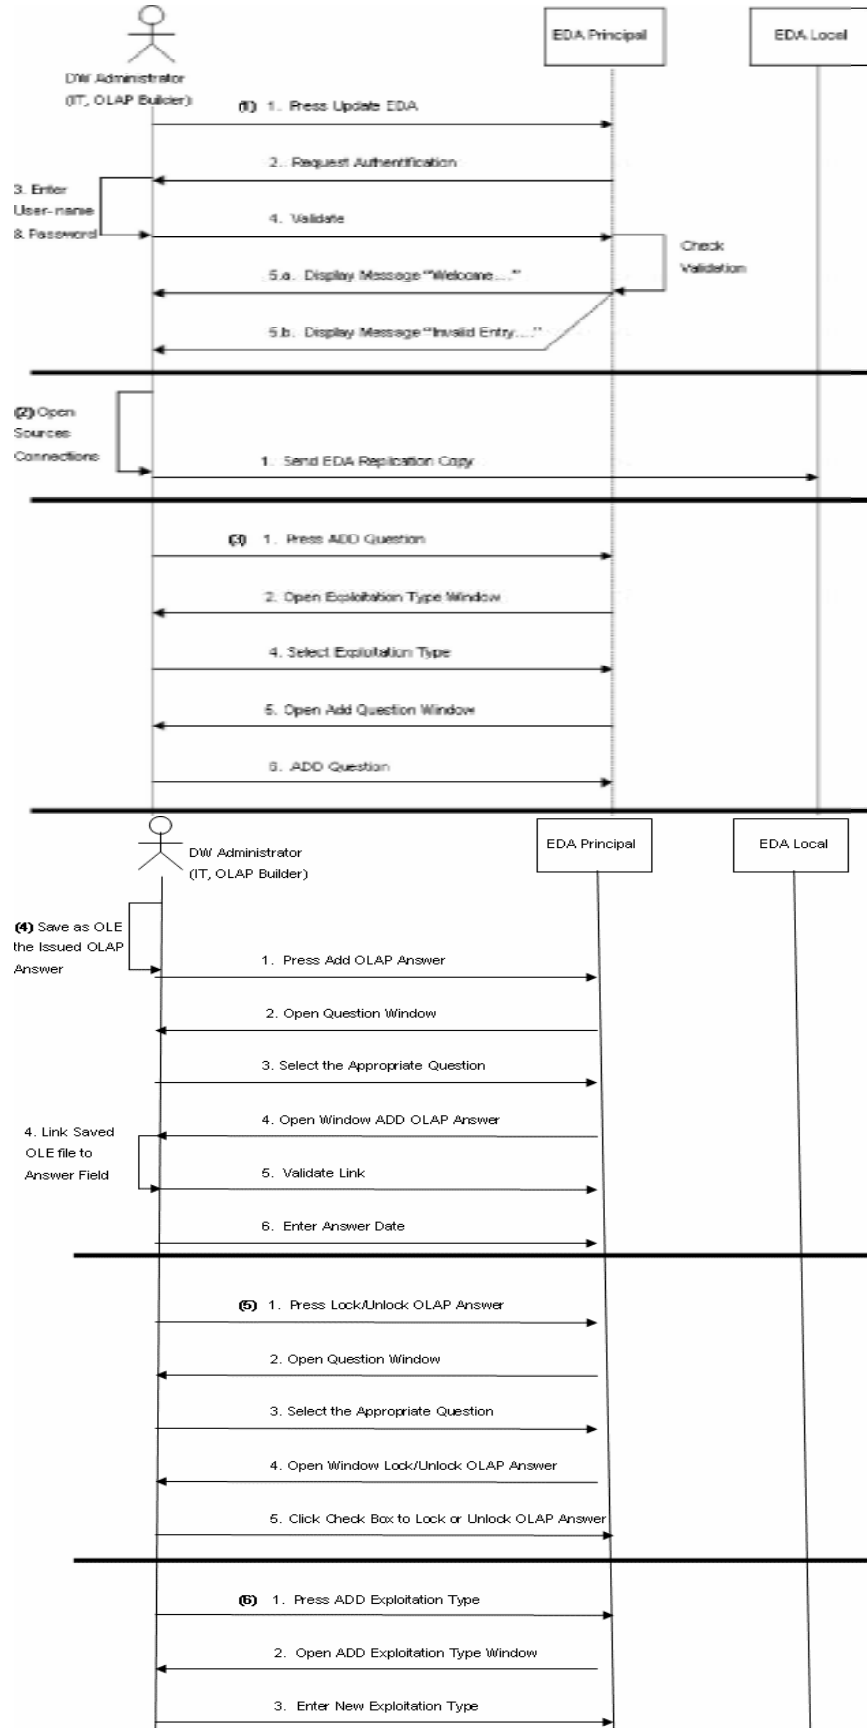 EDA Principal
EDA Local
DW Administrator
(IT, OLAP Builder)
(1) 1. Press Update EDA
2. Request Authentification
3. Enter
User-name
& Password
4. Validate
Check
Validation
5.a. Display Message "Welcome...."
5.b. Display Message "Invalid Entry...."
(2) Open
Sources
Connections
1. Send EDA Replication Copy
(3) 1. Press ADD Question
2. Open Exploitation Type Window
4. Select Exploitation Type
5. Open Add Question Window
6. ADD Question
DW Administrator
(IT, OLAP Builder)
EDA Principal
EDA Local
(4) Save as OLE
the Issued OLAP
Answer
1. Press Add OLAP Answer
2. Open Question Window
3. Select the Appropriate Question
4. Open Window ADD OLAP Answer
4. Link Saved
OLE file to
Answer Field
5. Validate Link
6. Enter Answer Date
(5) 1. Press Lock/Unlock OLAP Answer
2. Open Question Window
3. Select the Appropriate Question
4. Open Window Lock/Unlock OLAP Answer
5. Click Check Box to Lock or Unlock OLAP Answer
(6) 1. Press ADD Exploitation Type
2. Open ADD Exploitation Type Window
3. Enter New Exploitation Type